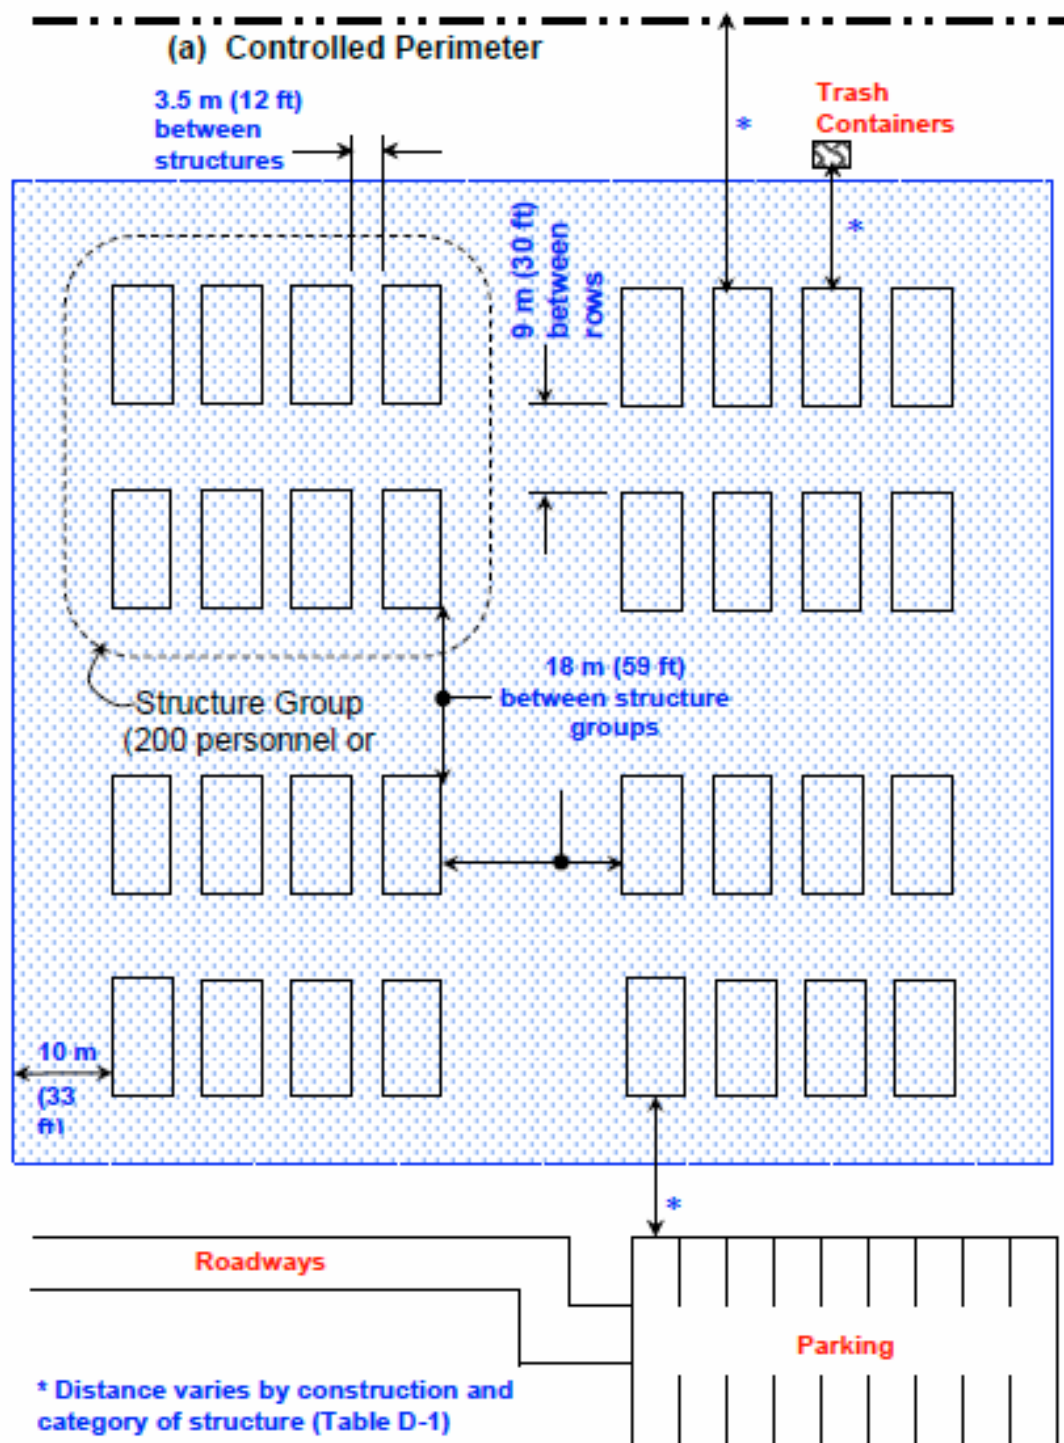 (a) Controlled Perimeter
3.5 m (12 ft)
between
structures
*
Trash
Containers
*
9 m (30 ft)
between
rows
Structure Group
(200 personnel or
18 m (59 ft)
between structure
groups
10 m
(33
ft)
*
Roadways
Parking
* Distance varies by construction and
category of structure (Table D-1)